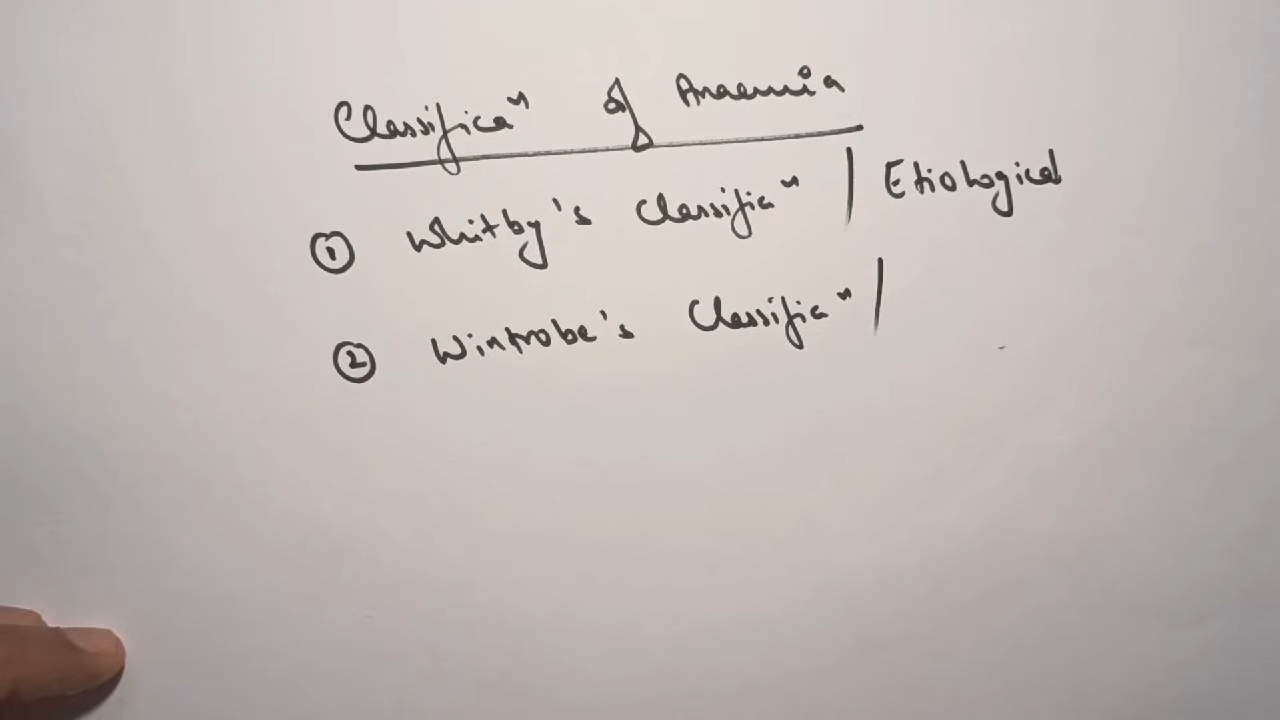 Classificaⁿ of Anaemia
① Whitby's Classificⁿ / Etiological
② Wintrobe's Classificⁿ /